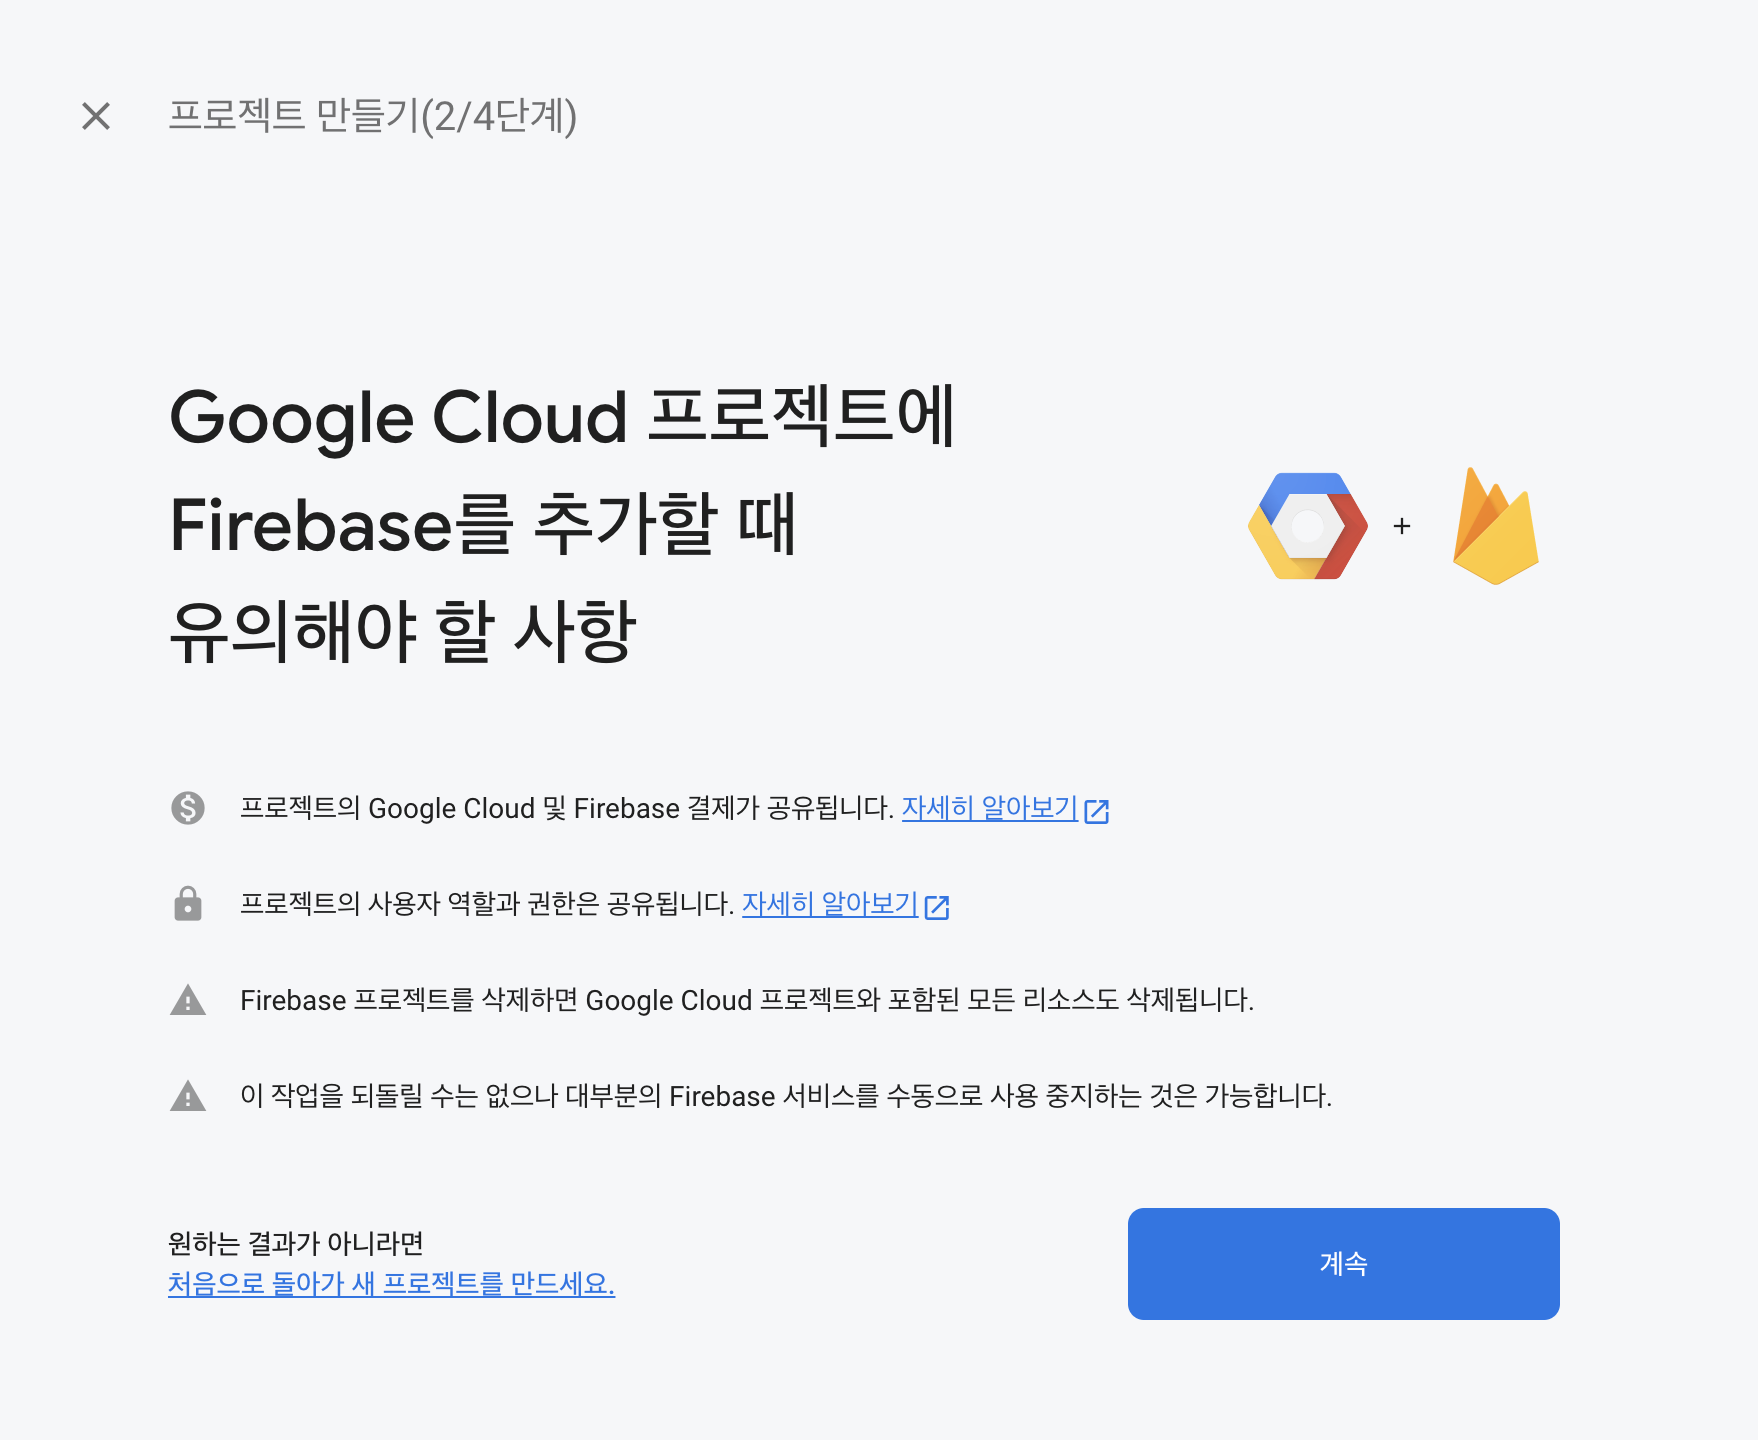 프로젝트 만들기(2/4단계)
Google Cloud 프로젝트에
Firebase를 추가할 때
유의해야 할 사항
프로젝트의 Google Cloud 및 Firebase 결제가 공유됩니다. 자세히 알아보기
프로젝트의 사용자 역할과 권한은 공유됩니다. 자세히 알아보기
Firebase 프로젝트를 삭제하면 Google Cloud 프로젝트와 포함된 모든 리소스도 삭제됩니다.
이 작업을 되돌릴 수는 없으나 대부분의 Firebase 서비스를 수동으로 사용 중지하는 것은 가능합니다.
원하는 결과가 아니라면
처음으로 돌아가 새 프로젝트를 만드세요.
계속